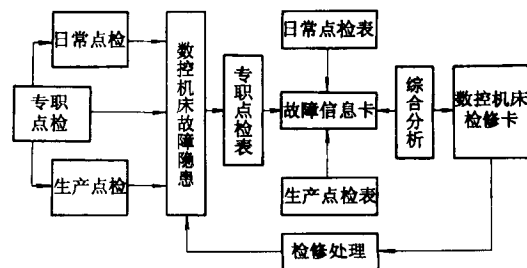 日常点检
专职
点检
生产点检
数控机床故障隐患
专职点检表
日常点检表
故障信息卡
生产点检表
综合分析
数控机床
检修卡
检修处理